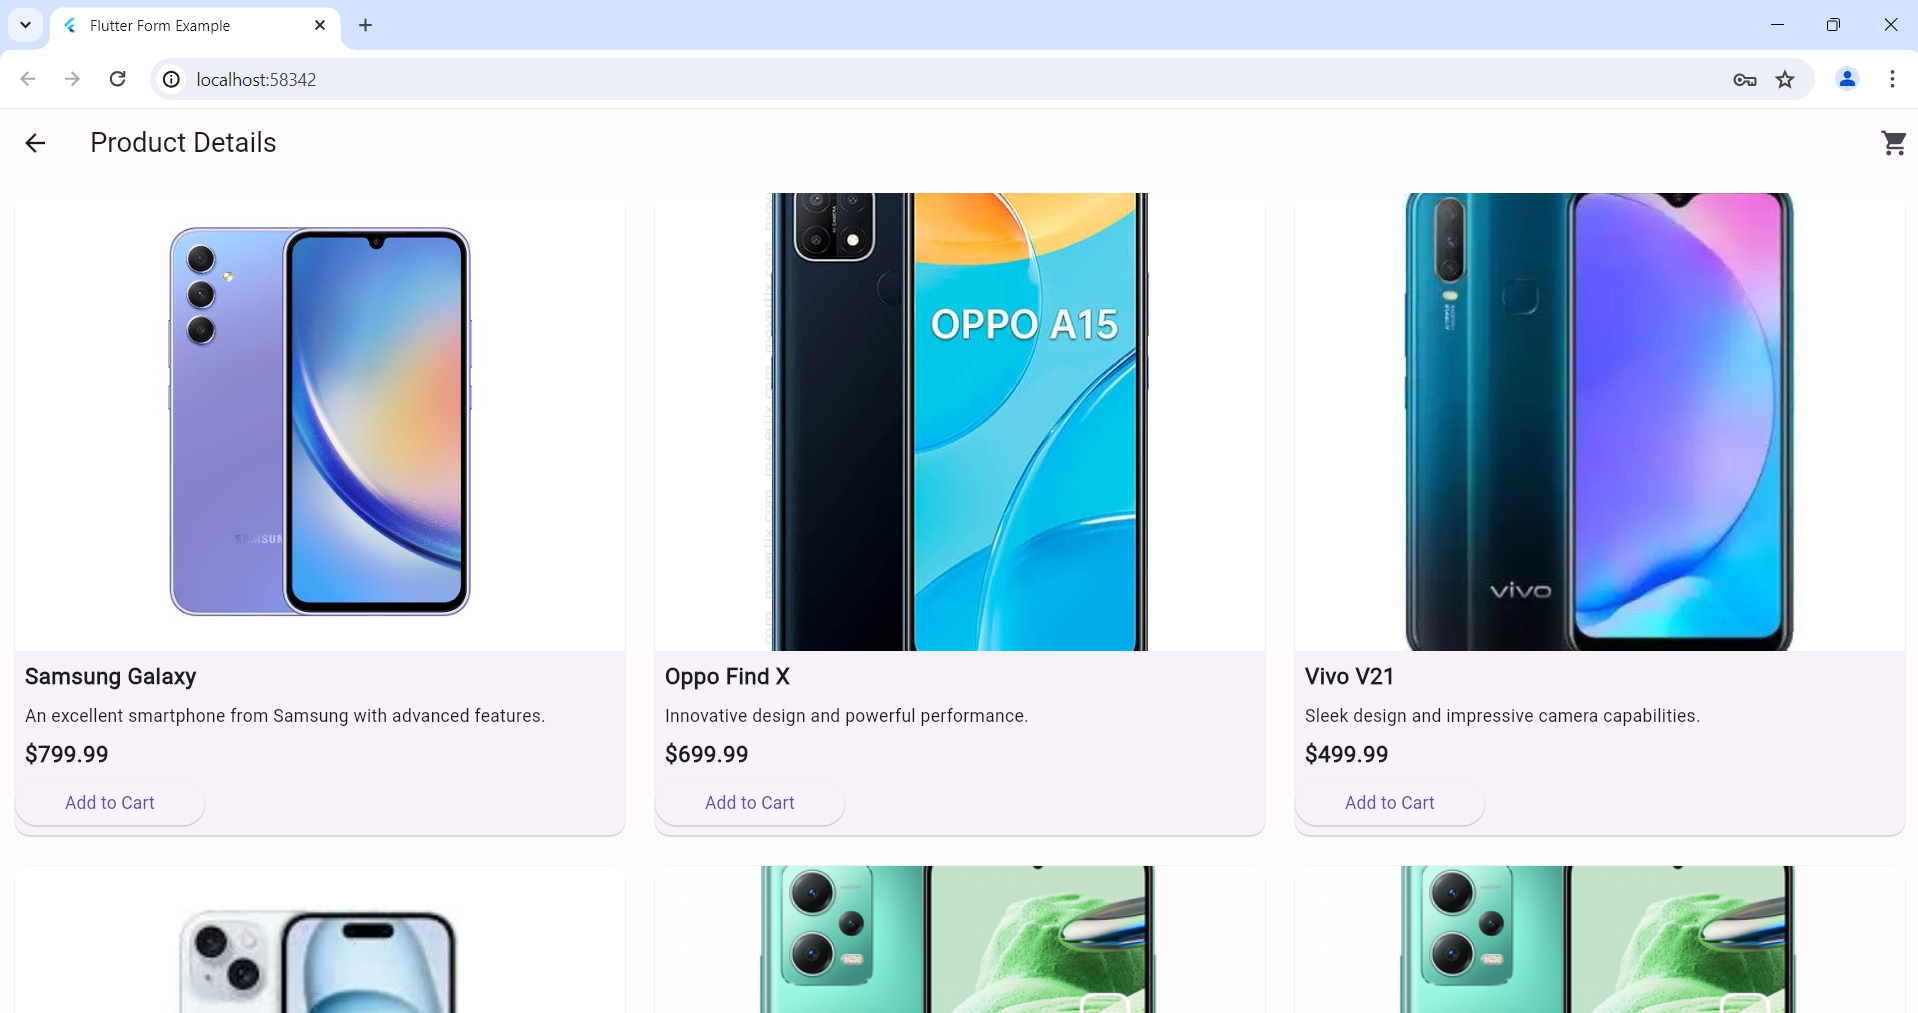 Flutter Form Example
localhost:58342
Product Details
OPPO A15
vivo
Samsung Galaxy
An excellent smartphone from Samsung with advanced features.
$799.99
Add to Cart
Oppo Find X
Innovative design and powerful performance.
$699.99
Add to Cart
Vivo V21
Sleek design and impressive camera capabilities.
$499.99
Add to Cart